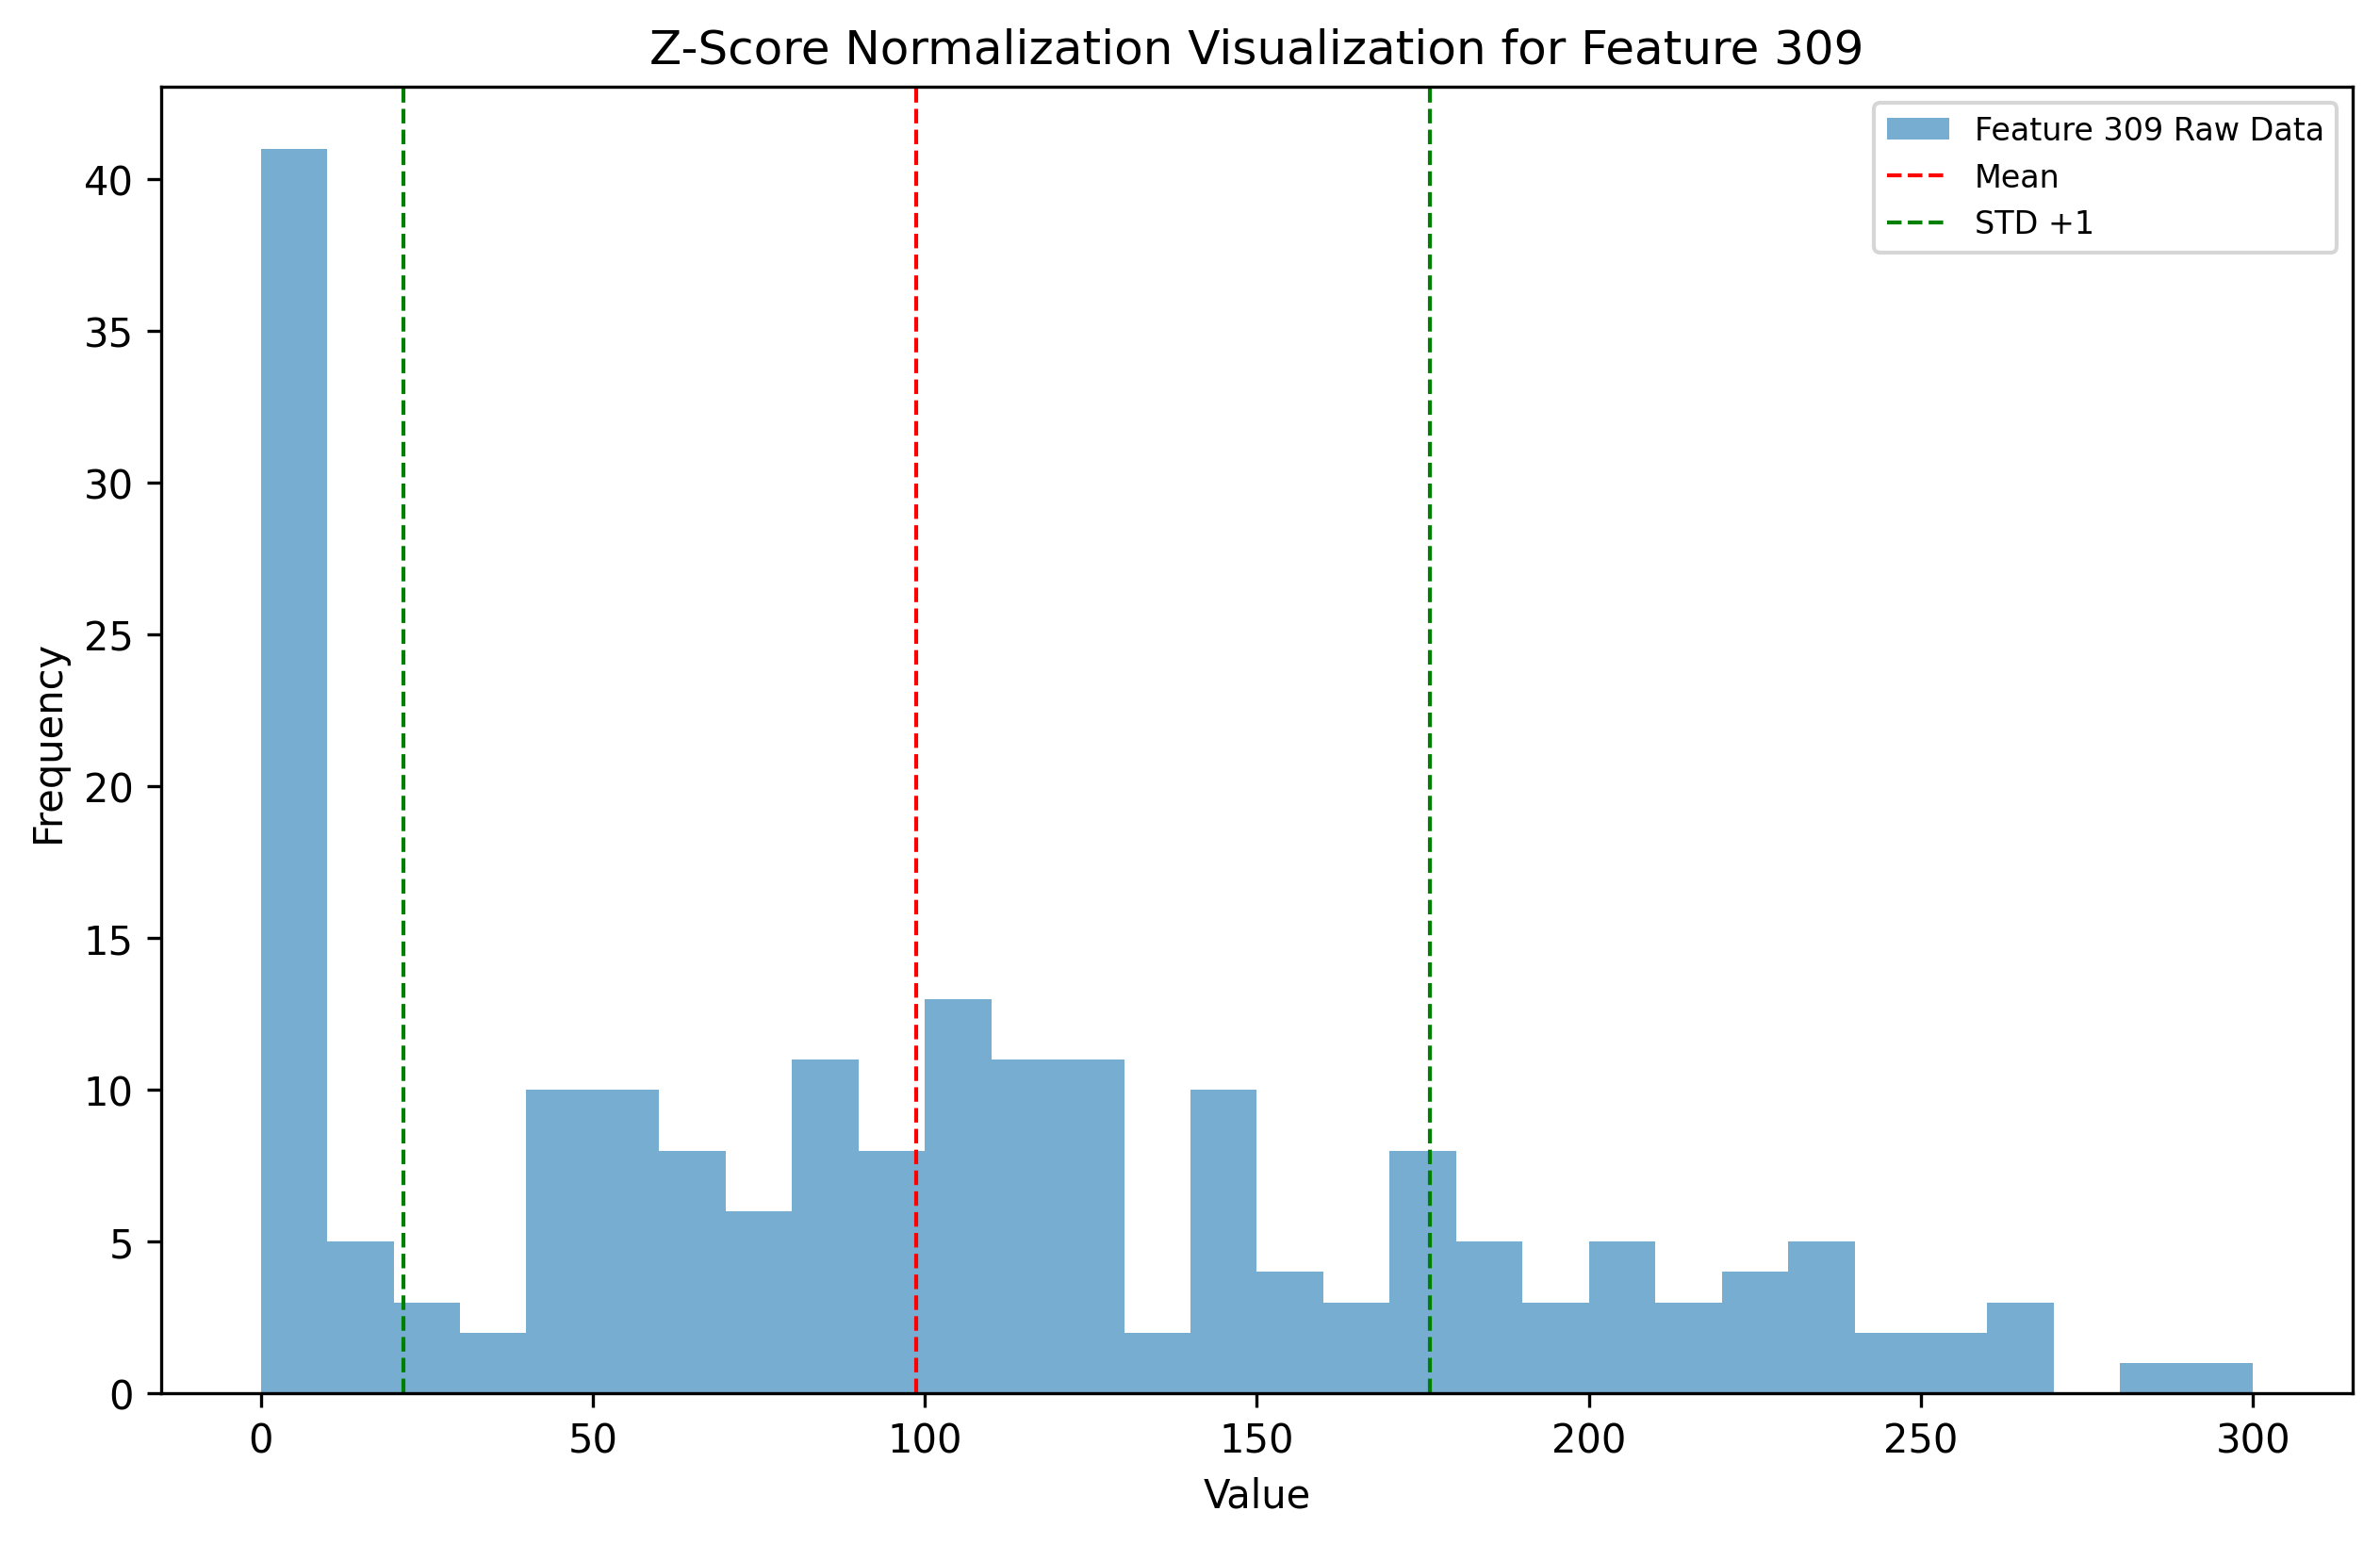 Z-Score Normalization Visualization for Feature 309
Feature 309 Raw Data
Mean
STD +1
40
35
30
25
20
15
10
5
0
Frequency
0 50 100 150 200 250 300
Value